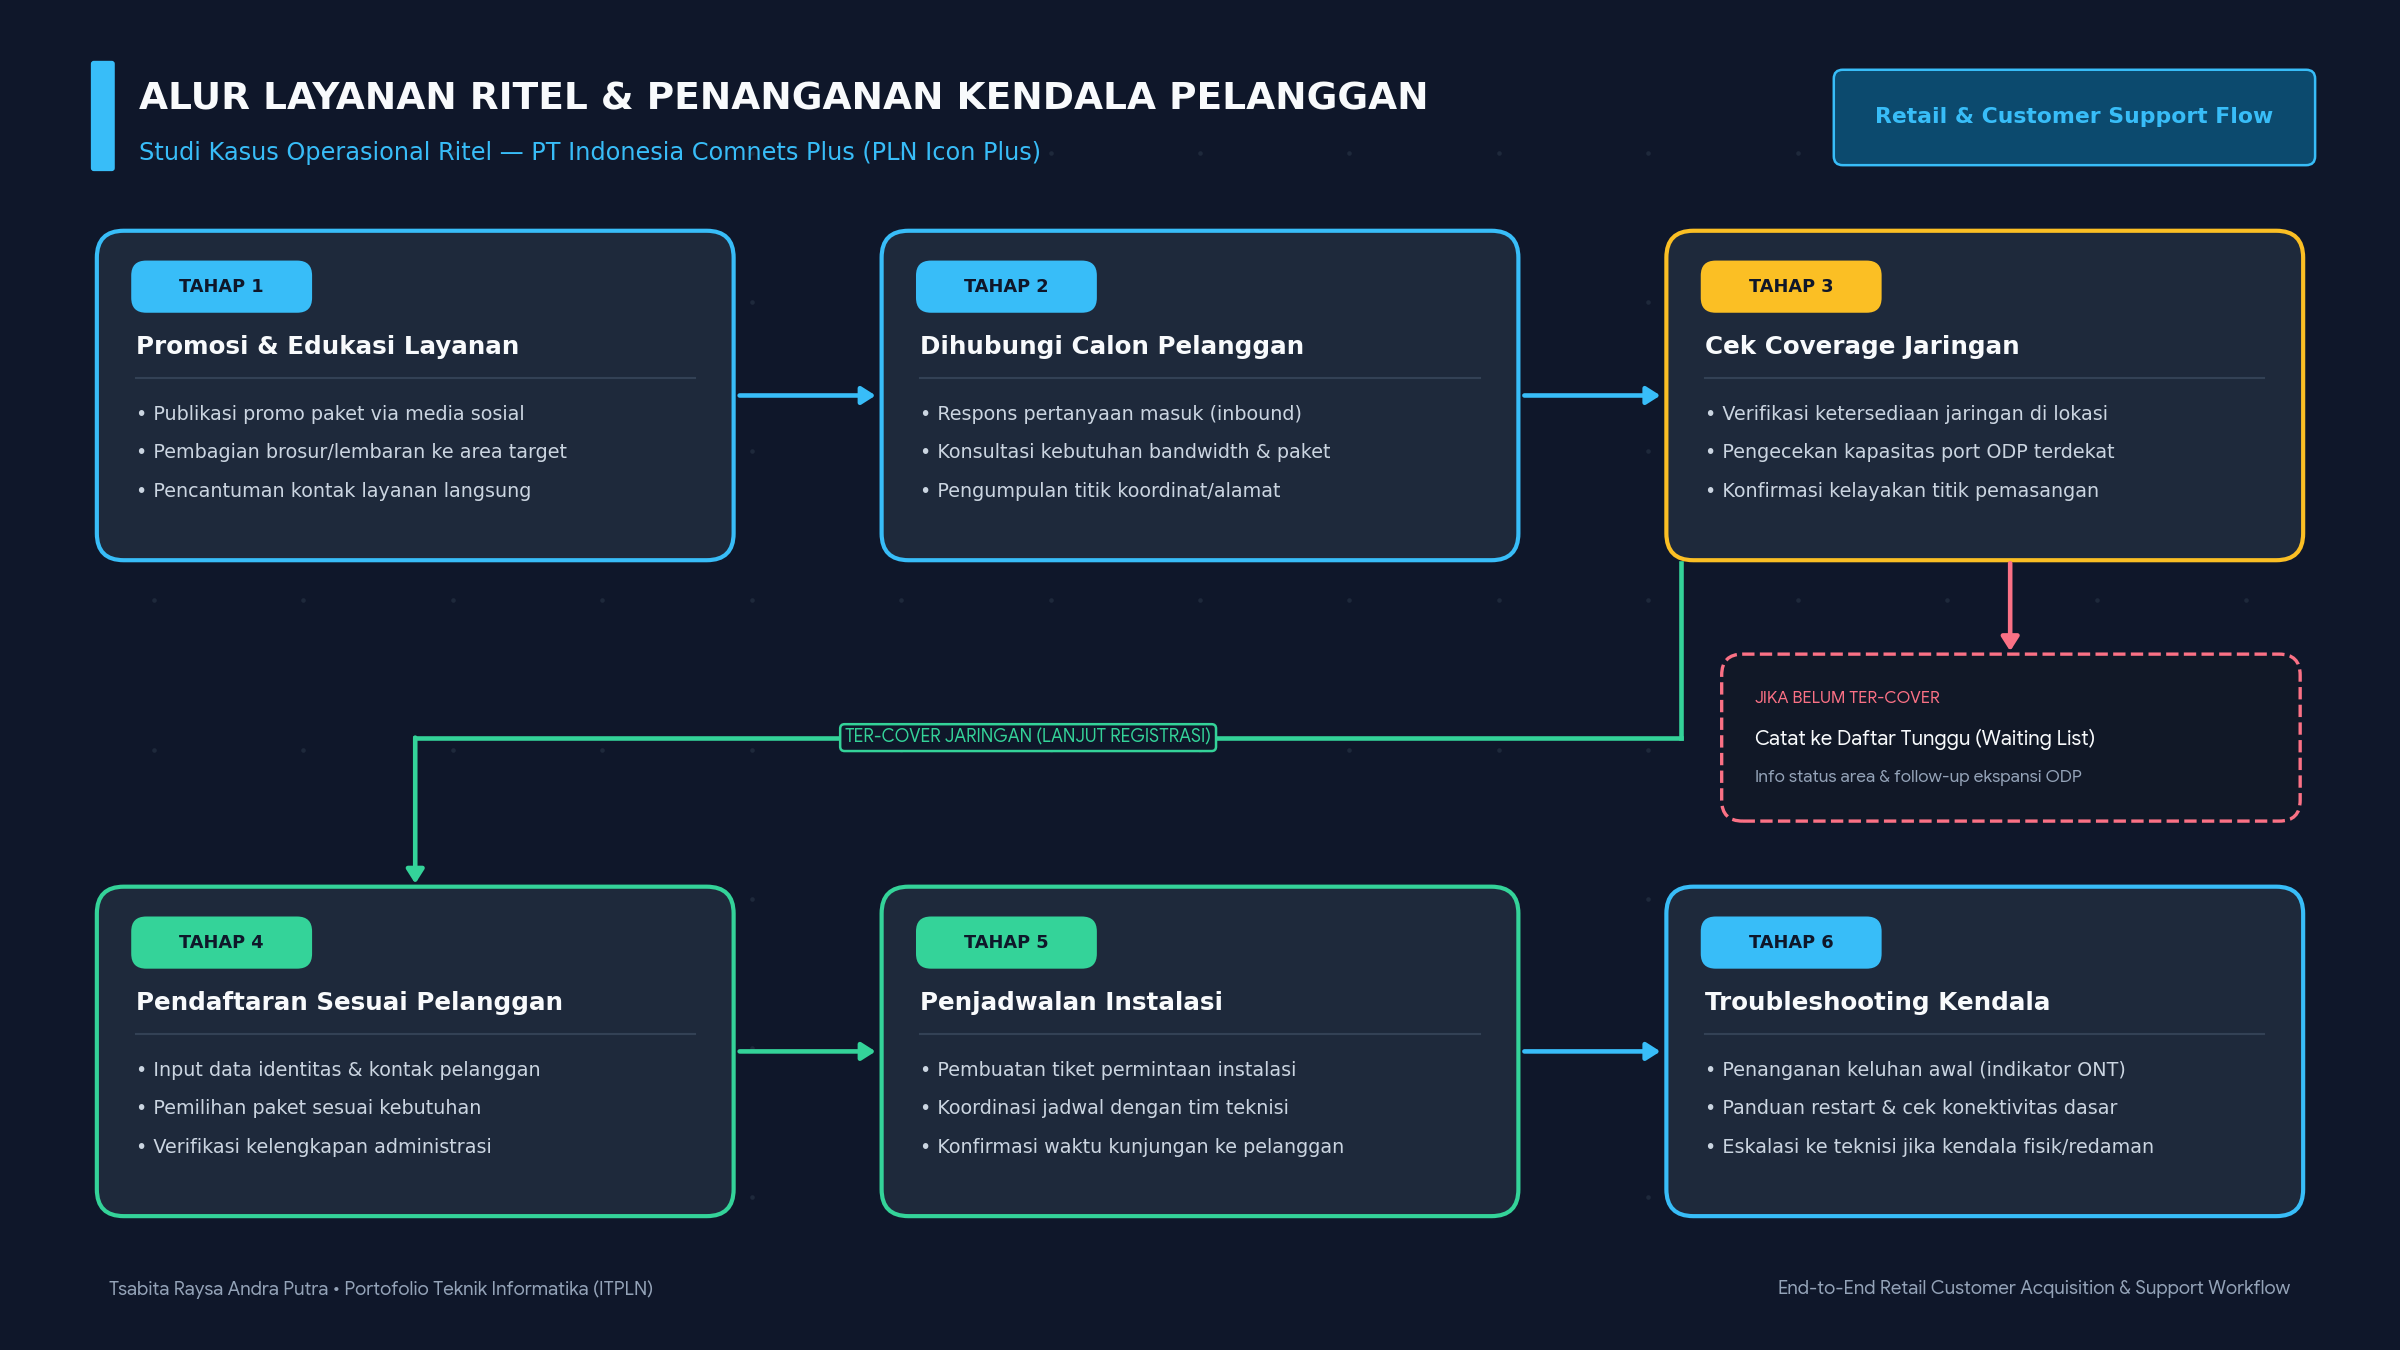 ALUR LAYANAN RITEL & PENANGANAN KENDALA PELANGGAN
Studi Kasus Operasional Ritel — PT Indonesia Comnets Plus (PLN Icon Plus)
Retail & Customer Support Flow
TAHAP 1
Promosi & Edukasi Layanan
• Publikasi promo paket via media sosial
• Pembagian brosur/lembaran ke area target
• Pencantuman kontak layanan langsung
TAHAP 2
Dihubungi Calon Pelanggan
• Respons pertanyaan masuk (inbound)
• Konsultasi kebutuhan bandwidth & paket
• Pengumpulan titik koordinat/alamat
TAHAP 3
Cek Coverage Jaringan
• Verifikasi ketersediaan jaringan di lokasi
• Pengecekan kapasitas port ODP terdekat
• Konfirmasi kelayakan titik pemasangan
TER-COVER JARINGAN (LANJUT REGISTRASI)
JIKA BELUM TER-COVER
Catat ke Daftar Tunggu (Waiting List)
Info status area & follow-up ekspansi ODP
TAHAP 4
Pendaftaran Sesuai Pelanggan
• Input data identitas & kontak pelanggan
• Pemilihan paket sesuai kebutuhan
• Verifikasi kelengkapan administrasi
TAHAP 5
Penjadwalan Instalasi
• Pembuatan tiket permintaan instalasi
• Koordinasi jadwal dengan tim teknisi
• Konfirmasi waktu kunjungan ke pelanggan
TAHAP 6
Troubleshooting Kendala
• Penanganan keluhan awal (indikator ONT)
• Panduan restart & cek konektivitas dasar
• Eskalasi ke teknisi jika kendala fisik/redaman
Tsabita Raysa Andra Putra • Portofolio Teknik Informatika (ITPLN)
End-to-End Retail Customer Acquisition & Support Workflow